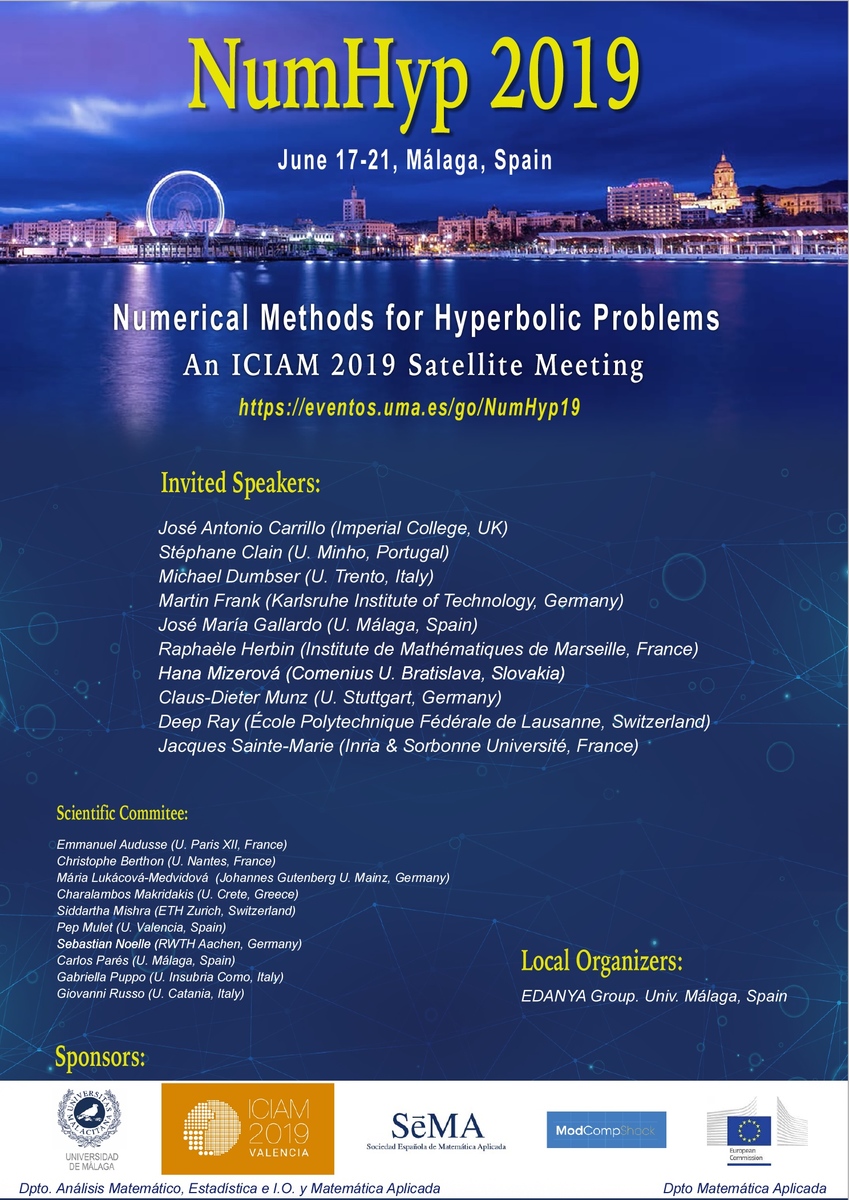 NumHyp 2019
June 17-21, Málaga, Spain
Numerical Methods for Hyperbolic Problems
An ICIAM 2019 Satellite Meeting
https://eventos.uma.es/go/NumHyp19
Invited Speakers:
José Antonio Carrillo (Imperial College, UK)
Stéphane Clain (U. Minho, Portugal)
Michael Dumbser (U. Trento, Italy)
Martin Frank (Karlsruhe Institute of Technology, Germany)
José María Gallardo (U. Málaga, Spain)
Raphaèle Herbin (Institute de Mathématiques de Marseille, France)
Hana Mizerová (Comenius U. Bratislava, Slovakia)
Claus-Dieter Munz (U. Stuttgart, Germany)
Deep Ray (École Polytechnique Fédérale de Lausanne, Switzerland)
Jacques Sainte-Marie (Inria & Sorbonne Université, France)
Scientific Commitee:
Emmanuel Audusse (U. Paris XII, France)
Christophe Berthon (U. Nantes, France)
Mária Lukácová-Medvidová (Johannes Gutenberg U. Mainz, Germany)
Charalambos Makridakis (U. Crete, Greece)
Siddartha Mishra (ETH Zurich, Switzerland)
Pep Mulet (U. Valencia, Spain)
Sebastian Noelle (RWTH Aachen, Germany)
Carlos Parés (U. Málaga, Spain)
Gabriella Puppo (U. Insubria Como, Italy)
Giovanni Russo (U. Catania, Italy)
Local Organizers:
EDANYA Group. Univ. Málaga, Spain
Sponsors:
UNIVERSITAS MALACITANA
UNIVERSIDAD
DE MÁLAGA
ICIAM
2019
VALENCIA
SēMA
Sociedad Española de Matemática Aplicada
ModCompShock
European
Commission
Dpto. Análisis Matemático, Estadística e I.O. y Matemática Aplicada
Dpto Matemática Aplicada